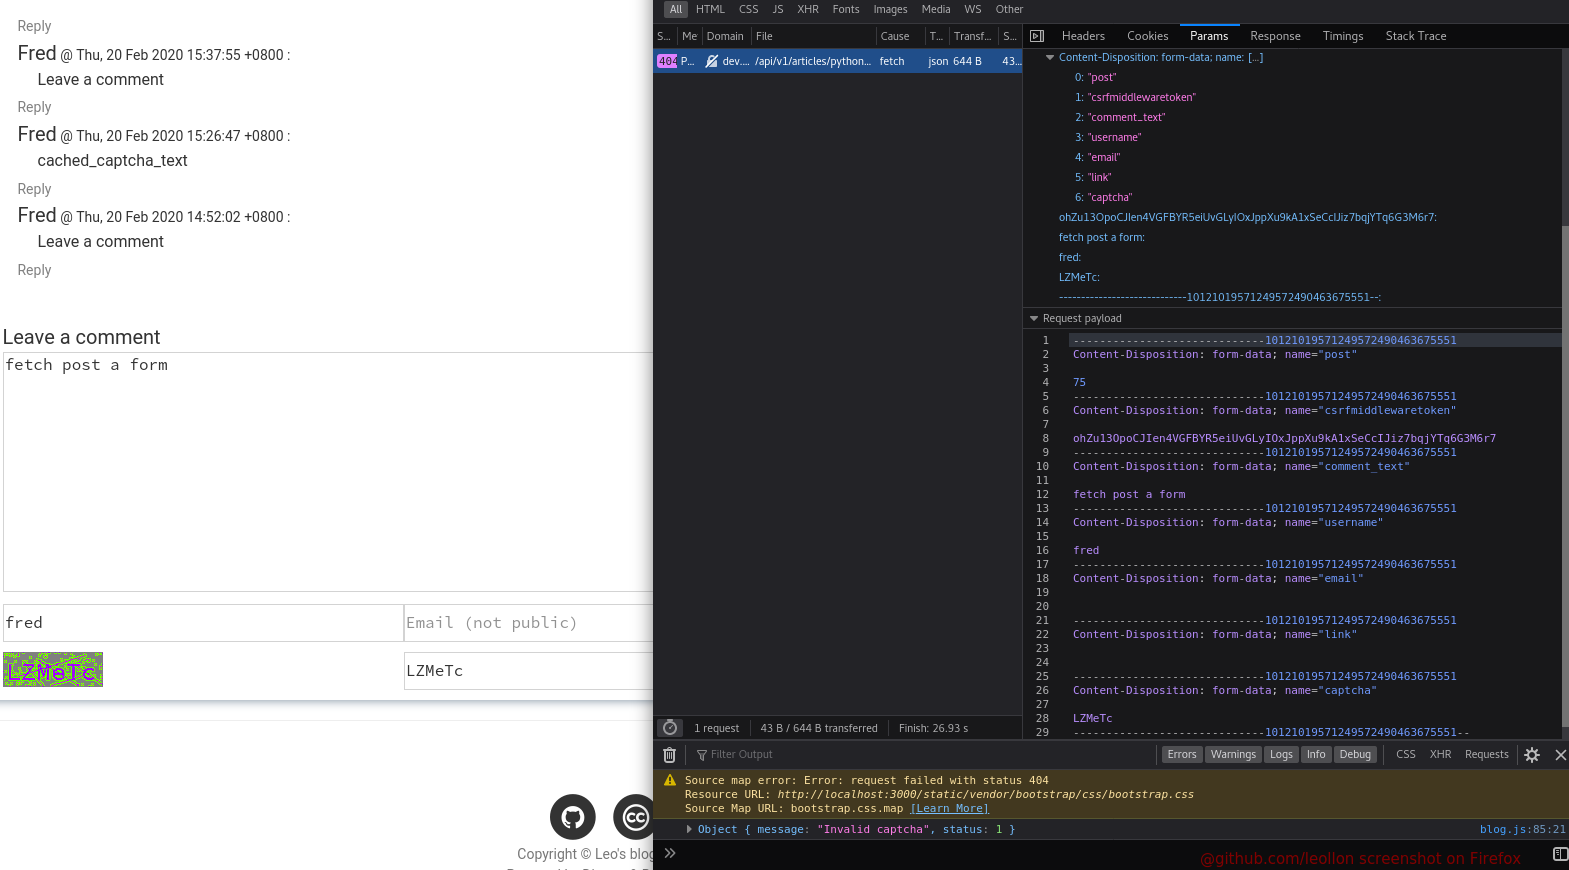 Reply
Fred @ Thu, 20 Feb 2020 15:37:55 +0800 :
Leave a comment
Reply
Fred @ Thu, 20 Feb 2020 15:26:47 +0800 :
cached_captcha_text
Reply
Fred @ Thu, 20 Feb 2020 14:52:02 +0800 :
Leave a comment
Reply
Leave a comment
fetch post a form
fred
Email (not public)
LZMeTc
LZMeTc
Copyright © Leo's blog
All HTML CSS JS XHR Fonts Images Media WS Other
S... Me Domain File Cause T... Transf... S...
404 P... dev.... /api/v1/articles/python... fetch json 644 B 43...
1 request 43 B / 644 B transferred Finish: 26.93 s
Headers Cookies Params Response Timings Stack Trace
Content-Disposition: form-data; name: [...]
0: "post"
1: "csrfmiddlewaretoken"
2: "comment_text"
3: "username"
4: "email"
5: "link"
6: "captcha"
ohZu13OpoCJIen4VGFBYR5eiUvGLyIOxJppXu9kA1xSeCcIJiz7bqjYTq6G3M6r7:
fetch post a form:
fred:
LZMeTc:
-----------------------------10121019571249572490463675551--:
Request payload
1 -----------------------------10121019571249572490463675551
2 Content-Disposition: form-data; name="post"
3
4 75
5 -----------------------------10121019571249572490463675551
6 Content-Disposition: form-data; name="csrfmiddlewaretoken"
7
8 ohZu13OpoCJIen4VGFBYR5eiUvGLyIOxJppXu9kA1xSeCcIJiz7bqjYTq6G3M6r7
9 -----------------------------10121019571249572490463675551
10 Content-Disposition: form-data; name="comment_text"
11
12 fetch post a form
13 -----------------------------10121019571249572490463675551
14 Content-Disposition: form-data; name="username"
15
16 fred
17 -----------------------------10121019571249572490463675551
18 Content-Disposition: form-data; name="email"
19
20
21 -----------------------------10121019571249572490463675551
22 Content-Disposition: form-data; name="link"
23
24
25 -----------------------------10121019571249572490463675551
26 Content-Disposition: form-data; name="captcha"
27
28 LZMeTc
29 -----------------------------10121019571249572490463675551--
Filter Output Errors Warnings Logs Info Debug CSS XHR Requests
Source map error: Error: request failed with status 404
Resource URL: http://localhost:3000/static/vendor/bootstrap/css/bootstrap.css
Source Map URL: bootstrap.css.map [Learn More]
Object { message: "Invalid captcha", status: 1 } blog.js:85:21
@github.com/leollon screenshot on Firefox